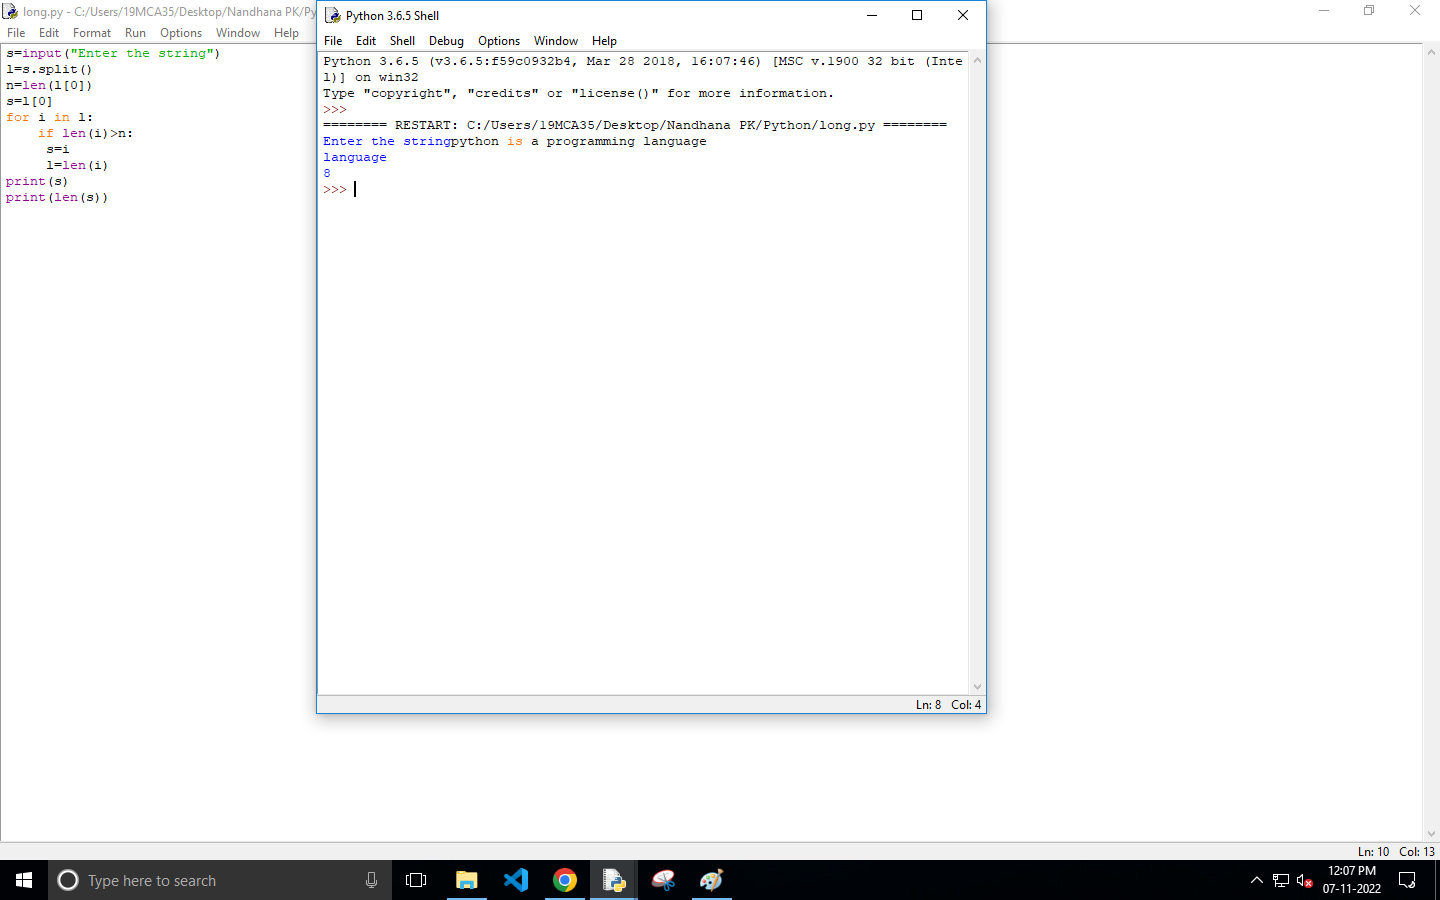 long.py - C:/Users/19MCA35/Desktop/Nandhana PK/Py
File Edit Format Run Options Window Help
s=input("Enter the string")
l=s.split()
n=len(l[0])
s=l[0]
for i in l:
    if len(i)>n:
     s=i
     l=len(i)
print(s)
print(len(s))
Python 3.6.5 Shell
File Edit Shell Debug Options Window Help
Python 3.6.5 (v3.6.5:f59c0932b4, Mar 28 2018, 16:07:46) [MSC v.1900 32 bit (Inte
l)] on win32
Type "copyright", "credits" or "license()" for more information.
>>>
======== RESTART: C:/Users/19MCA35/Desktop/Nandhana PK/Python/long.py ========
Enter the stringpython is a programming language
language
8
>>>
Ln: 8 Col: 4
Ln: 10 Col: 13
Type here to search
12:07 PM
07-11-2022